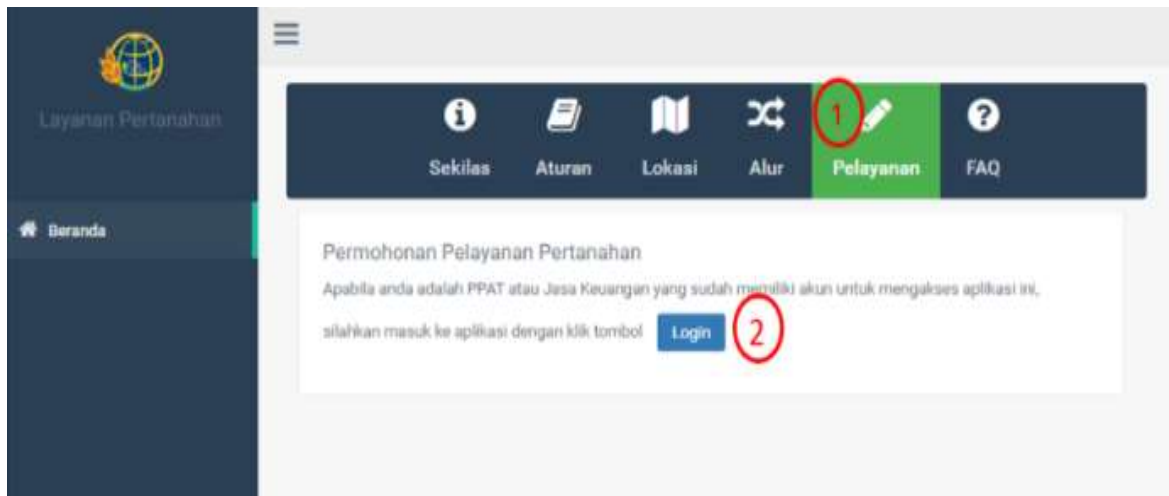 Layanan Pertanahan
Beranda
Sekilas
Aturan
Lokasi
Alur
1
Pelayanan
FAQ
Permohonan Pelayanan Pertanahan
Apabila anda adalah PPAT atau Jasa Keuangan yang sudah memiliki akun untuk mengakses aplikasi ini,
silahkan masuk ke aplikasi dengan klik tombol Login 2